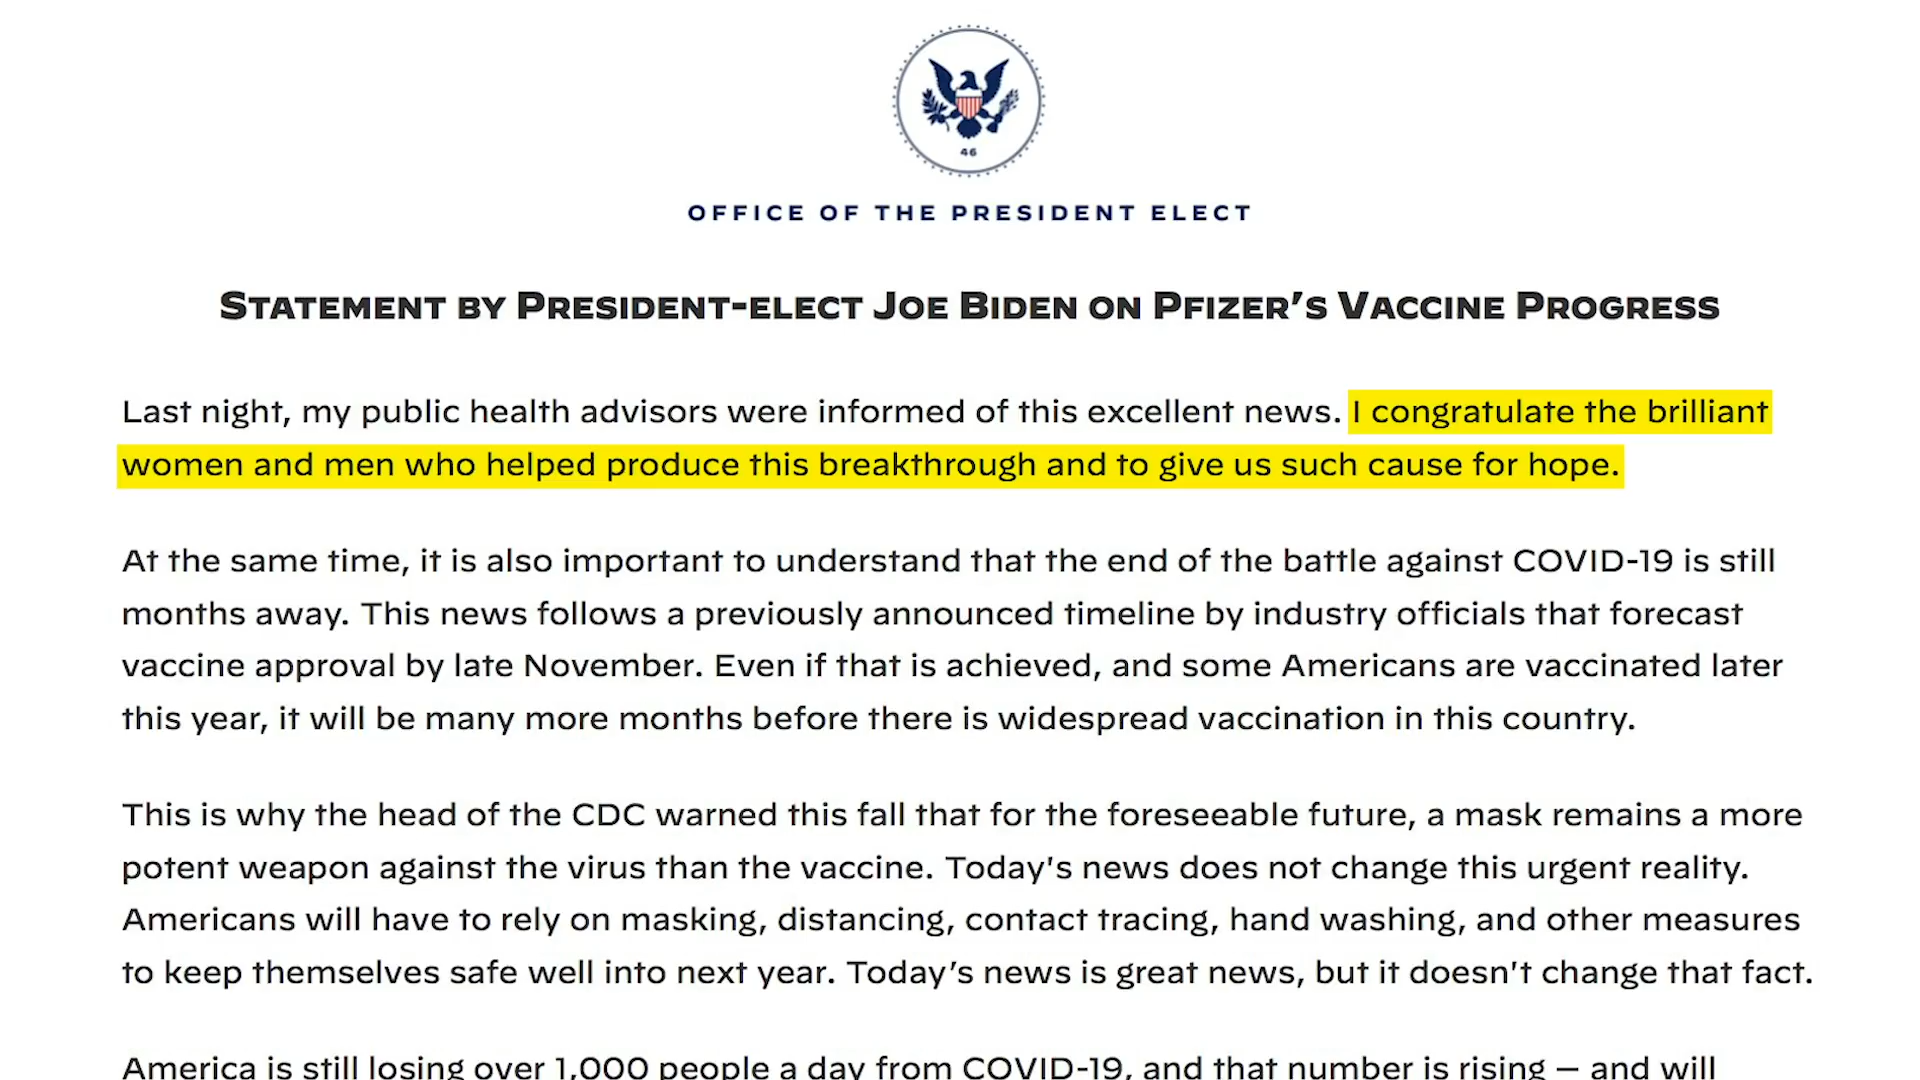 46
OFFICE OF THE PRESIDENT ELECT
STATEMENT BY PRESIDENT-ELECT JOE BIDEN ON PFIZER’S VACCINE PROGRESS
Last night, my public health advisors were informed of this excellent news. I congratulate the brilliant
women and men who helped produce this breakthrough and to give us such cause for hope.
At the same time, it is also important to understand that the end of the battle against COVID-19 is still
months away. This news follows a previously announced timeline by industry officials that forecast
vaccine approval by late November. Even if that is achieved, and some Americans are vaccinated later
this year, it will be many more months before there is widespread vaccination in this country.
This is why the head of the CDC warned this fall that for the foreseeable future, a mask remains a more
potent weapon against the virus than the vaccine. Today's news does not change this urgent reality.
Americans will have to rely on masking, distancing, contact tracing, hand washing, and other measures
to keep themselves safe well into next year. Today’s news is great news, but it doesn't change that fact.
America is still losing over 1,000 people a day from COVID-19, and that number is rising – and will